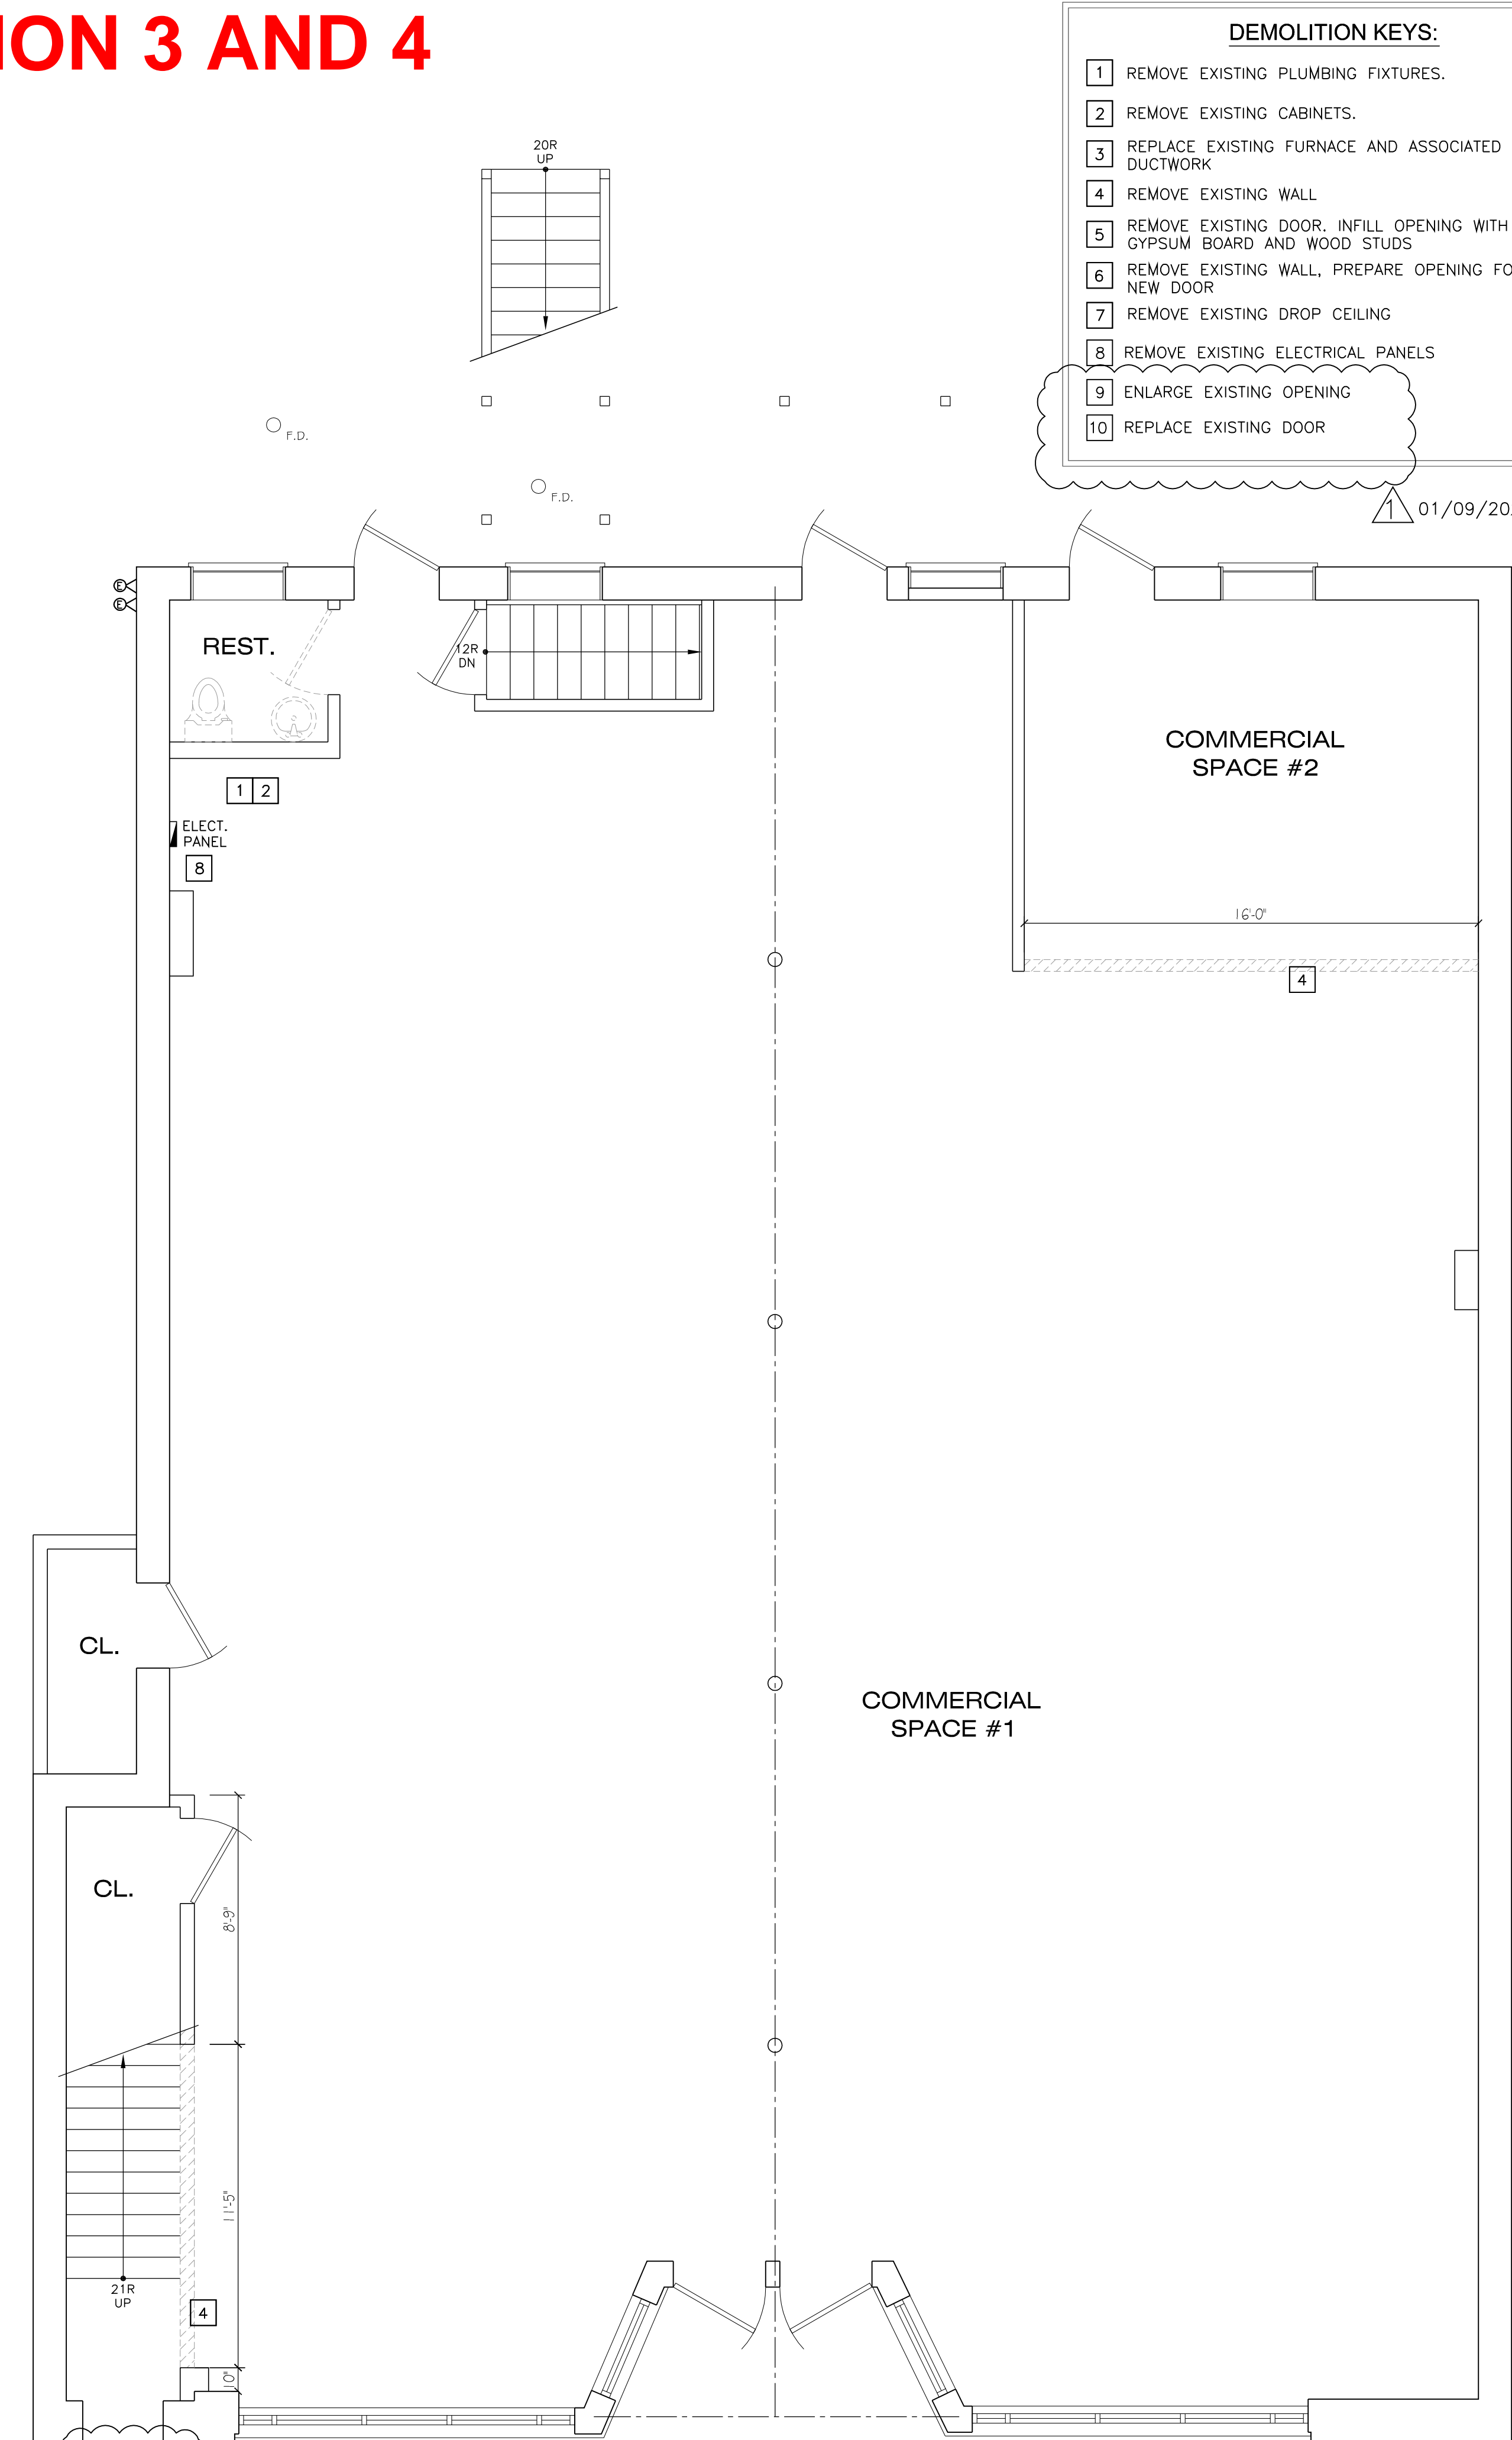 ION 3 AND 4
DEMOLITION KEYS:
1 REMOVE EXISTING PLUMBING FIXTURES.
2 REMOVE EXISTING CABINETS.
3 REPLACE EXISTING FURNACE AND ASSOCIATED
DUCTWORK
4 REMOVE EXISTING WALL
5 REMOVE EXISTING DOOR. INFILL OPENING WITH
GYPSUM BOARD AND WOOD STUDS
6 REMOVE EXISTING WALL, PREPARE OPENING FO
NEW DOOR
7 REMOVE EXISTING DROP CEILING
8 REMOVE EXISTING ELECTRICAL PANELS
9 ENLARGE EXISTING OPENING
10 REPLACE EXISTING DOOR
1 01/09/20
20R
UP
F.D.
F.D.
E
E
REST.
12R
DN
COMMERCIAL
SPACE #2
1 2
ELECT.
PANEL
8
16'-0"
4
CL.
COMMERCIAL
SPACE #1
CL.
8'-9"
11'-5"
21R
UP
4
10"